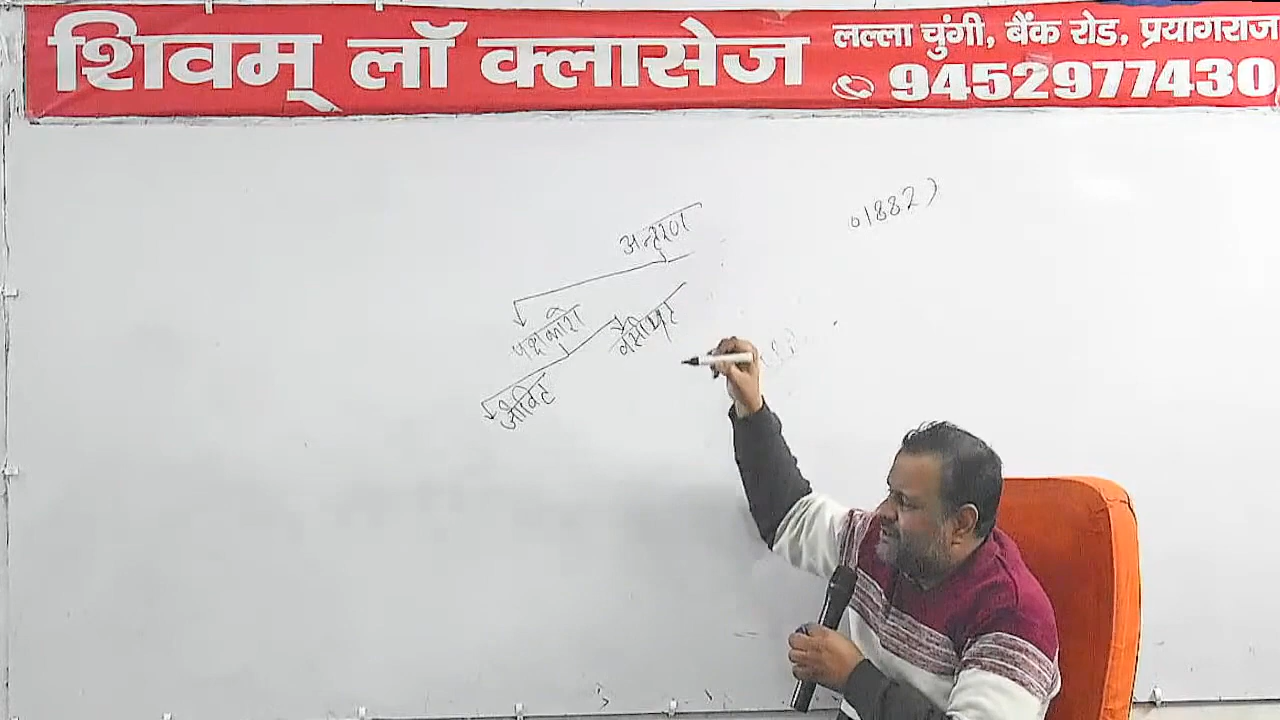 शिवम् लॉ क्लासेज
लल्ला चुंगी, बैंक रोड, प्रयागराज
9452977430
1882)
अन्तरण
पक्षकारो
जीवित